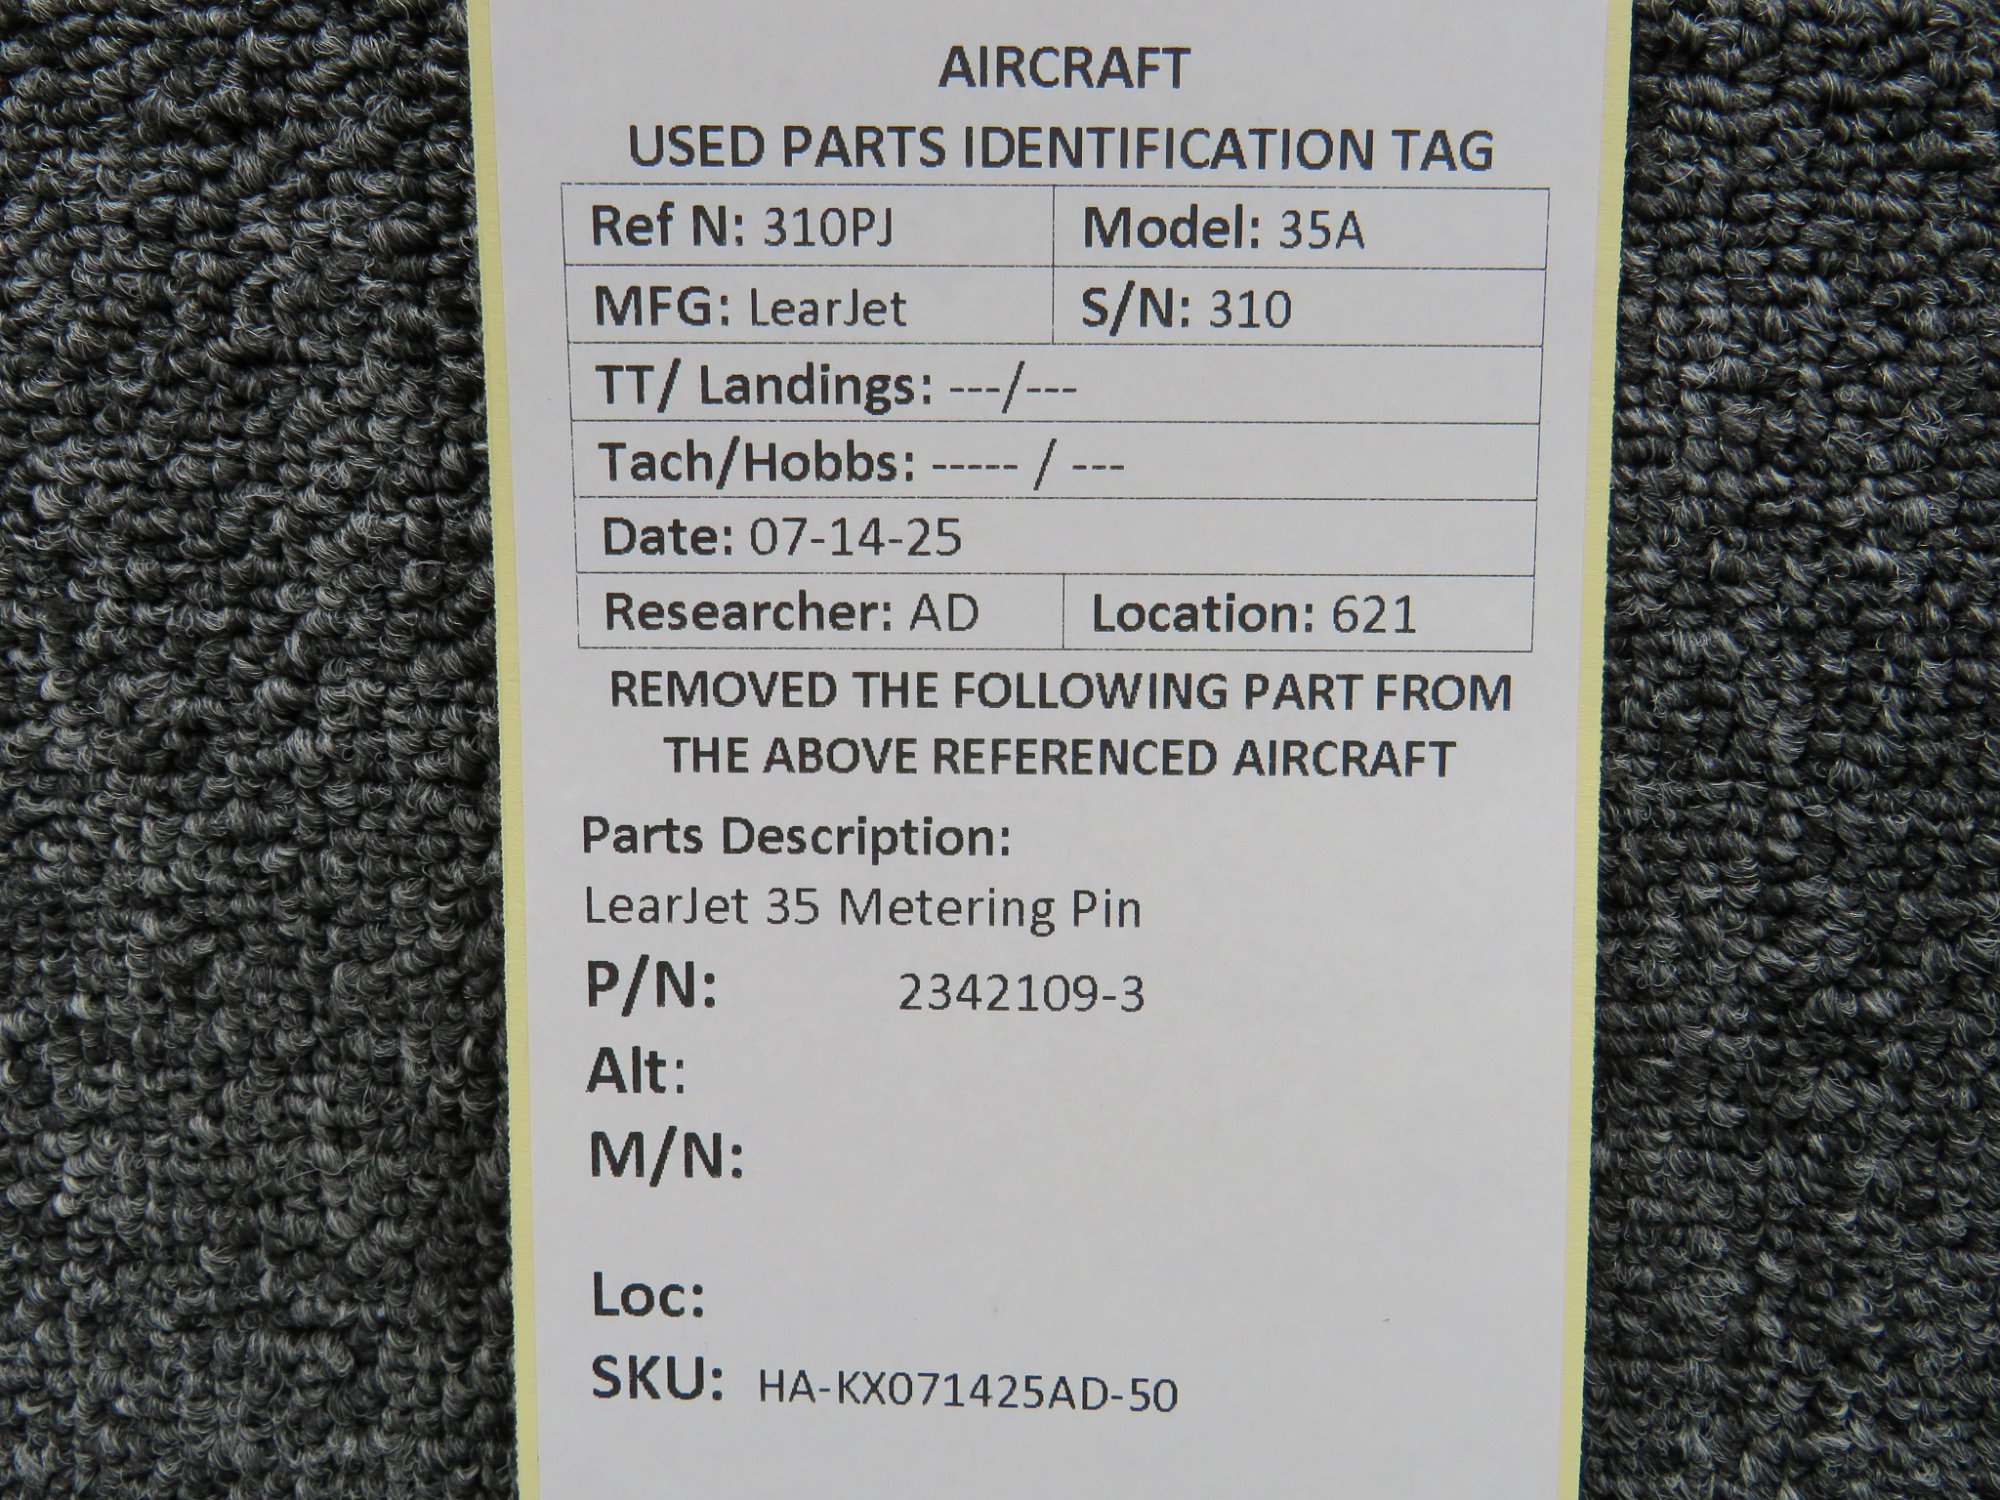 AIRCRAFT
USED PARTS IDENTIFICATION TAG
Ref N: 310PJ Model: 35A
MFG: LearJet S/N: 310
TT/ Landings: ---/---
Tach/Hobbs: ----- / ---
Date: 07-14-25
Researcher: AD Location: 621
REMOVED THE FOLLOWING PART FROM
THE ABOVE REFERENCED AIRCRAFT
Parts Description:
LearJet 35 Metering Pin
P/N: 2342109-3
Alt:
M/N:
Loc:
SKU: HA-KX071425AD-50